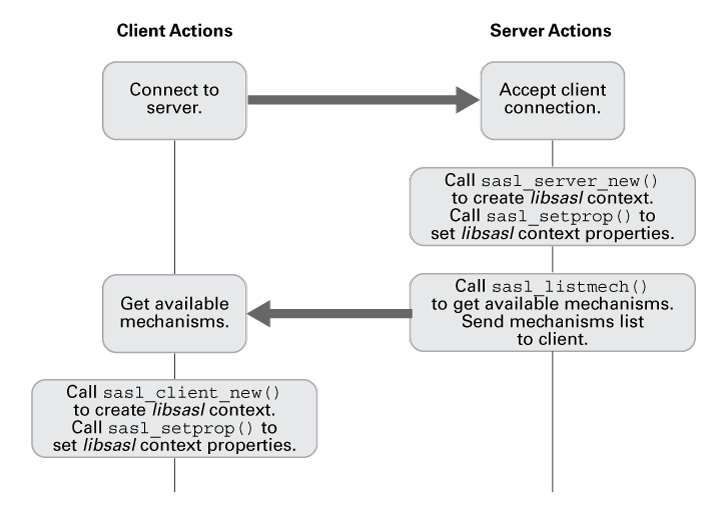 Client Actions
Server Actions
Connect to
server.
Accept client
connection.
Call sasl_server_new()
to create libsasl context.
Call sasl_setprop() to
set libsasl context properties.
Get available
mechanisms.
Call sasl_listmech()
to get available mechanisms.
Send mechanisms list
to client.
Call sasl_client_new()
to create libsasl context.
Call sasl_setprop() to
set libsasl context properties.